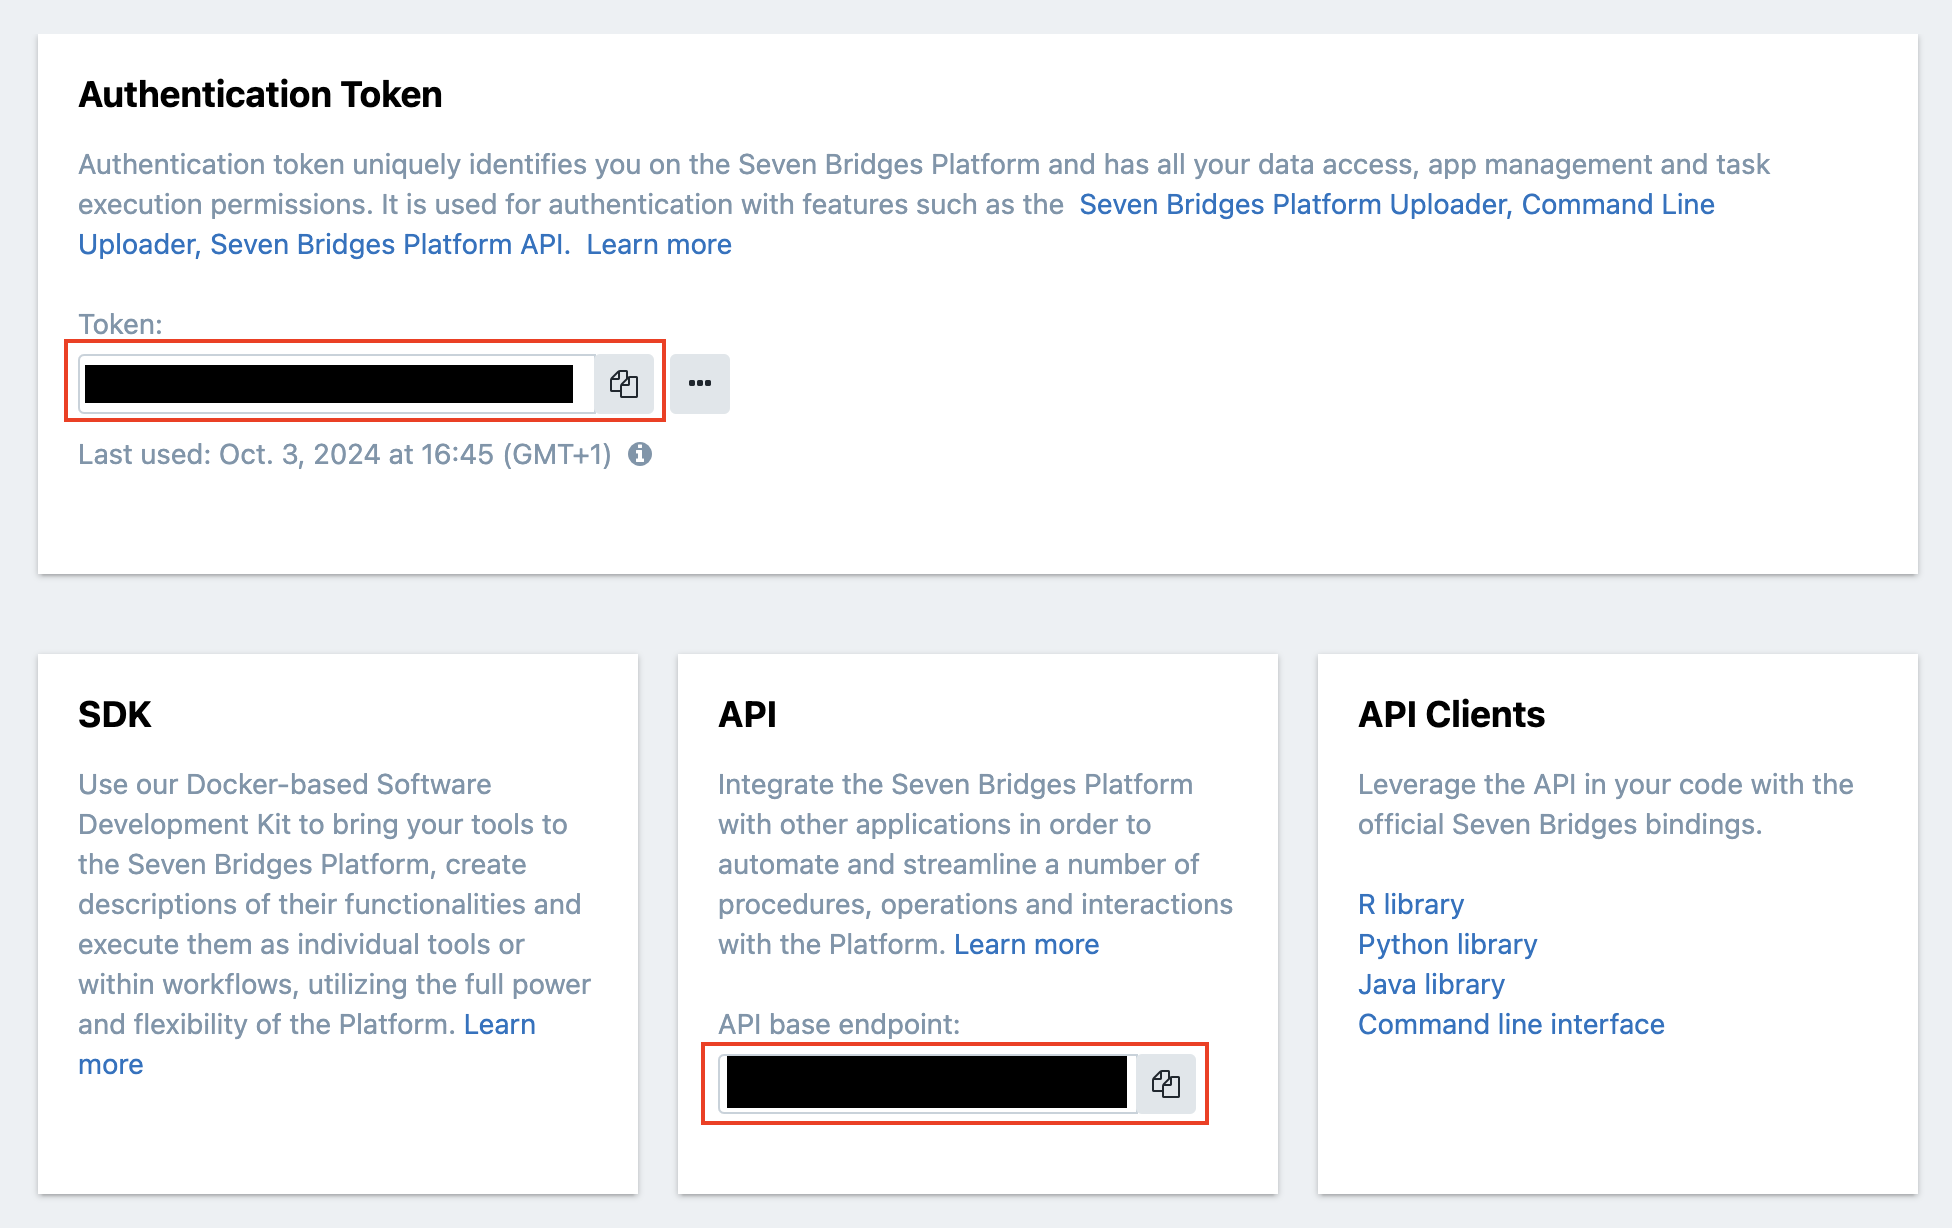 Authentication Token
Authentication token uniquely identifies you on the Seven Bridges Platform and has all your data access, app management and task
execution permissions. It is used for authentication with features such as the Seven Bridges Platform Uploader, Command Line
Uploader, Seven Bridges Platform API. Learn more
Token:
Last used: Oct. 3, 2024 at 16:45 (GMT+1)
SDK
Use our Docker-based Software
Development Kit to bring your tools to
the Seven Bridges Platform, create
descriptions of their functionalities and
execute them as individual tools or
within workflows, utilizing the full power
and flexibility of the Platform. Learn
more
API
Integrate the Seven Bridges Platform
with other applications in order to
automate and streamline a number of
procedures, operations and interactions
with the Platform. Learn more
API base endpoint:
API Clients
Leverage the API in your code with the
official Seven Bridges bindings.
R library
Python library
Java library
Command line interface